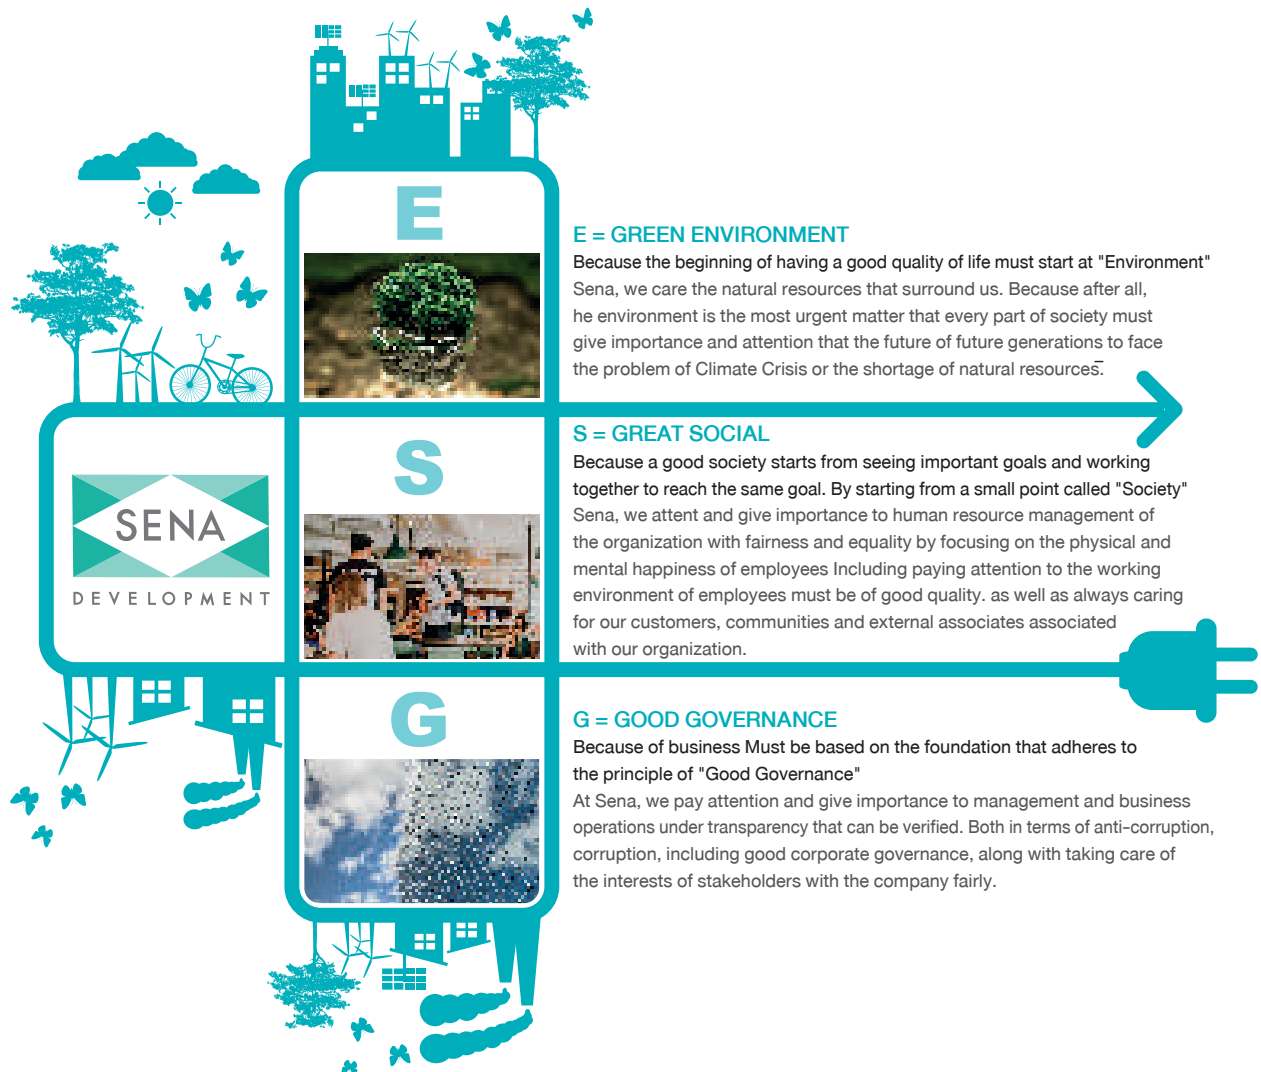 E
E = GREEN ENVIRONMENT
Because the beginning of having a good quality of life must start at "Environment"
Sena, we care the natural resources that surround us. Because after all,
he environment is the most urgent matter that every part of society must
give importance and attention that the future of future generations to face
the problem of Climate Crisis or the shortage of natural resources.
SENA
DEVELOPMENT
S
S = GREAT SOCIAL
Because a good society starts from seeing important goals and working
together to reach the same goal. By starting from a small point called "Society"
Sena, we attent and give importance to human resource management of
the organization with fairness and equality by focusing on the physical and
mental happiness of employees Including paying attention to the working
environment of employees must be of good quality. as well as always caring
for our customers, communities and external associates associated
with our organization.
G
G = GOOD GOVERNANCE
Because of business Must be based on the foundation that adheres to
the principle of "Good Governance"
At Sena, we pay attention and give importance to management and business
operations under transparency that can be verified. Both in terms of anti-corruption,
corruption, including good corporate governance, along with taking care of
the interests of stakeholders with the company fairly.